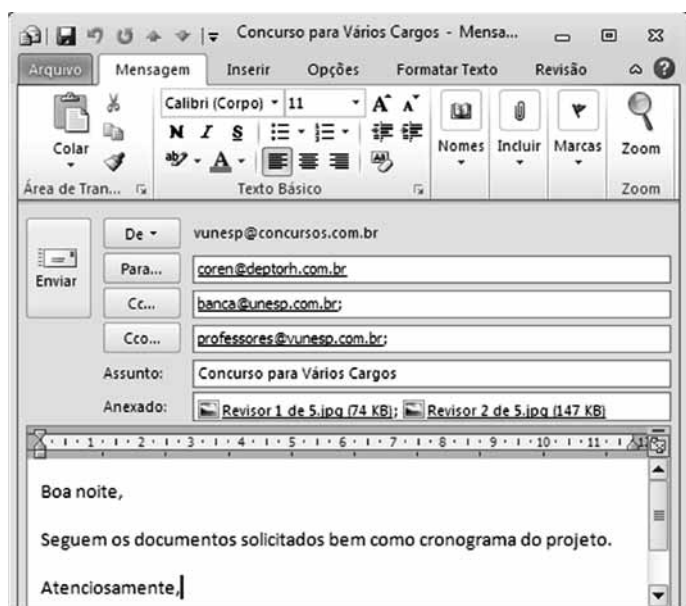 Concurso para Vários Cargos - Mensa...
Arquivo Mensagem Inserir Opções Formatar Texto Revisão
Colar
Calibri (Corpo) 11
N I S
Nomes Incluir Marcas Zoom
Área de Tran... Texto Básico Zoom
Enviar
De vunesp@concursos.com.br
Para... coren@deptorh.com.br
Cc... banca@unesp.com.br;
Cco... professores@vunesp.com.br;
Assunto: Concurso para Vários Cargos
Anexado: Revisor 1 de 5.jpg (74 KB); Revisor 2 de 5.jpg (147 KB)
1 2 3 4 5 6 7 8 9 10 11
Boa noite,
Seguem os documentos solicitados bem como cronograma do projeto.
Atenciosamente,